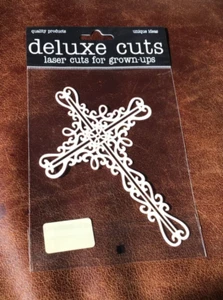 quality products unique ideas
deluxe cuts
laser cuts for grown-ups